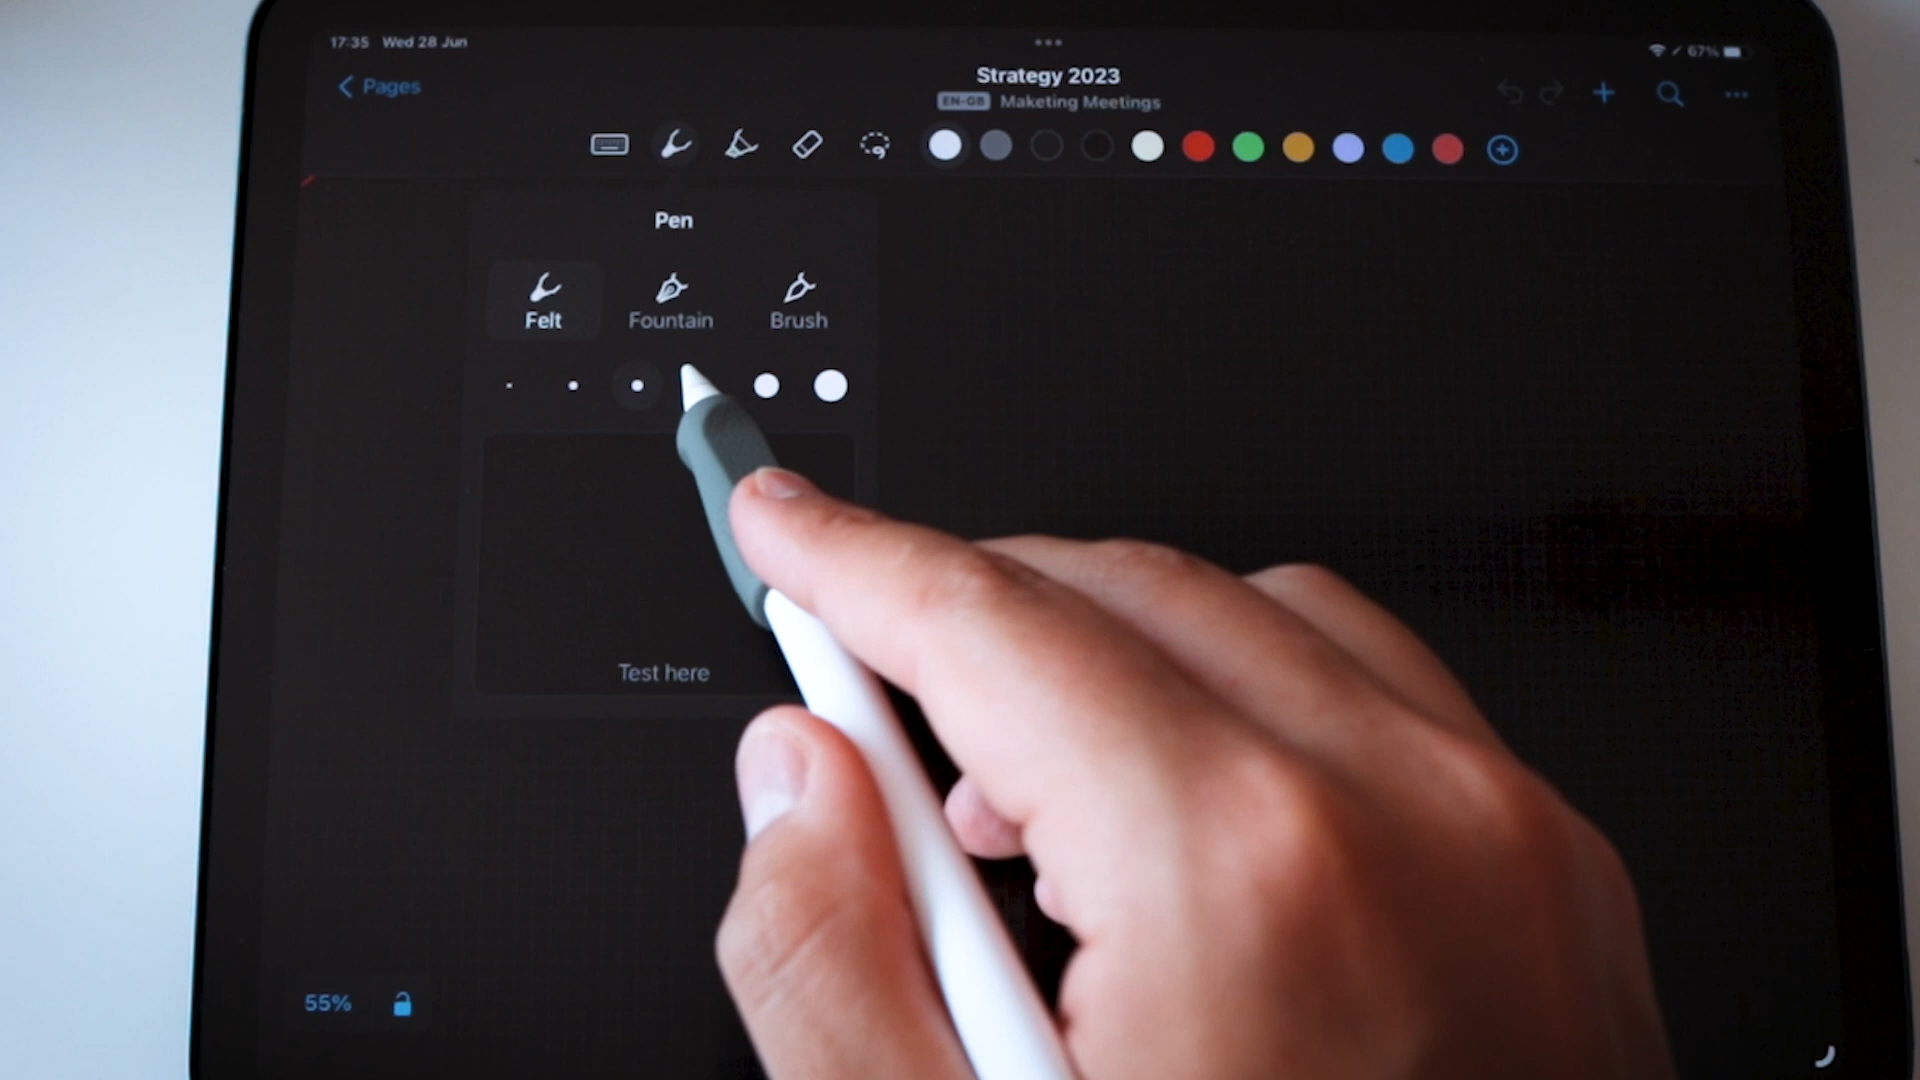 17:35 Wed 28 Jun
67%
Pages
Strategy 2023
EN-GB Maketing Meetings
Pen
Felt Fountain Brush
Test here
55%